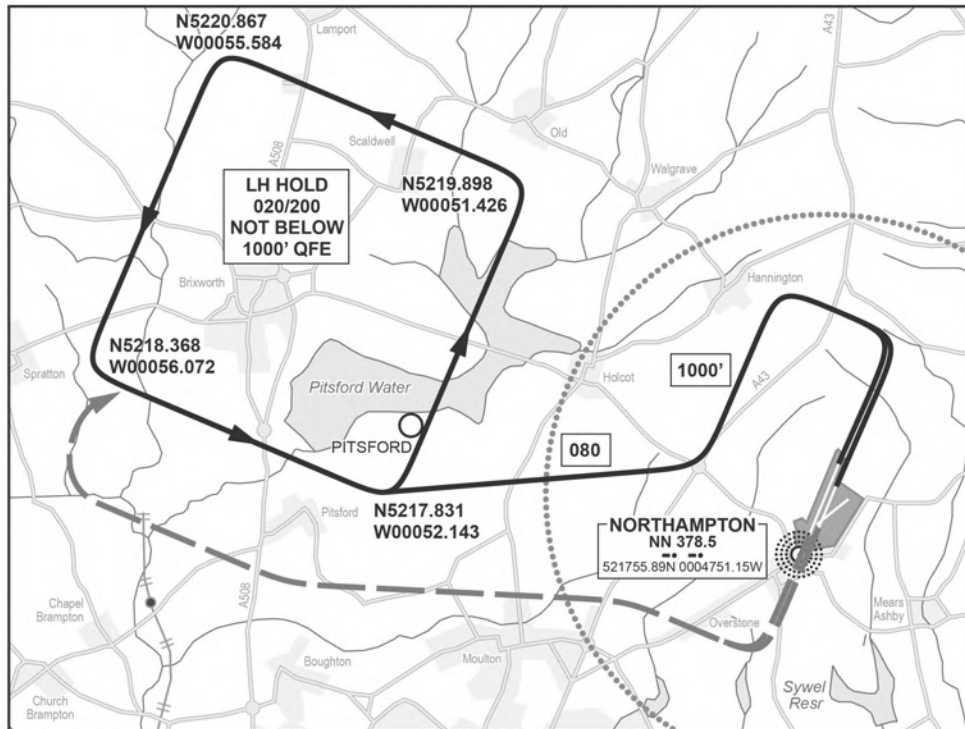 N5220.867
W00055.584
Lamport
A43
Old
Scaldwell
A508
Walgrave
LH HOLD
020/200
NOT BELOW
1000' QFE
N5219.898
W00051.426
Hannington
Brixworth
N5218.368
W00056.072
Spratton
Pitsford Water
Holcot
1000'
A43
PITSFORD
080
Pitsford
N5217.831
W00052.143
NORTHAMPTON
NN 378.5
521755.89N 0004751.15W
Chapel
Brampton
A508
Overstone
Mears
Ashby
Boughton
Moulton
Church
Brampton
Sywel
Resr